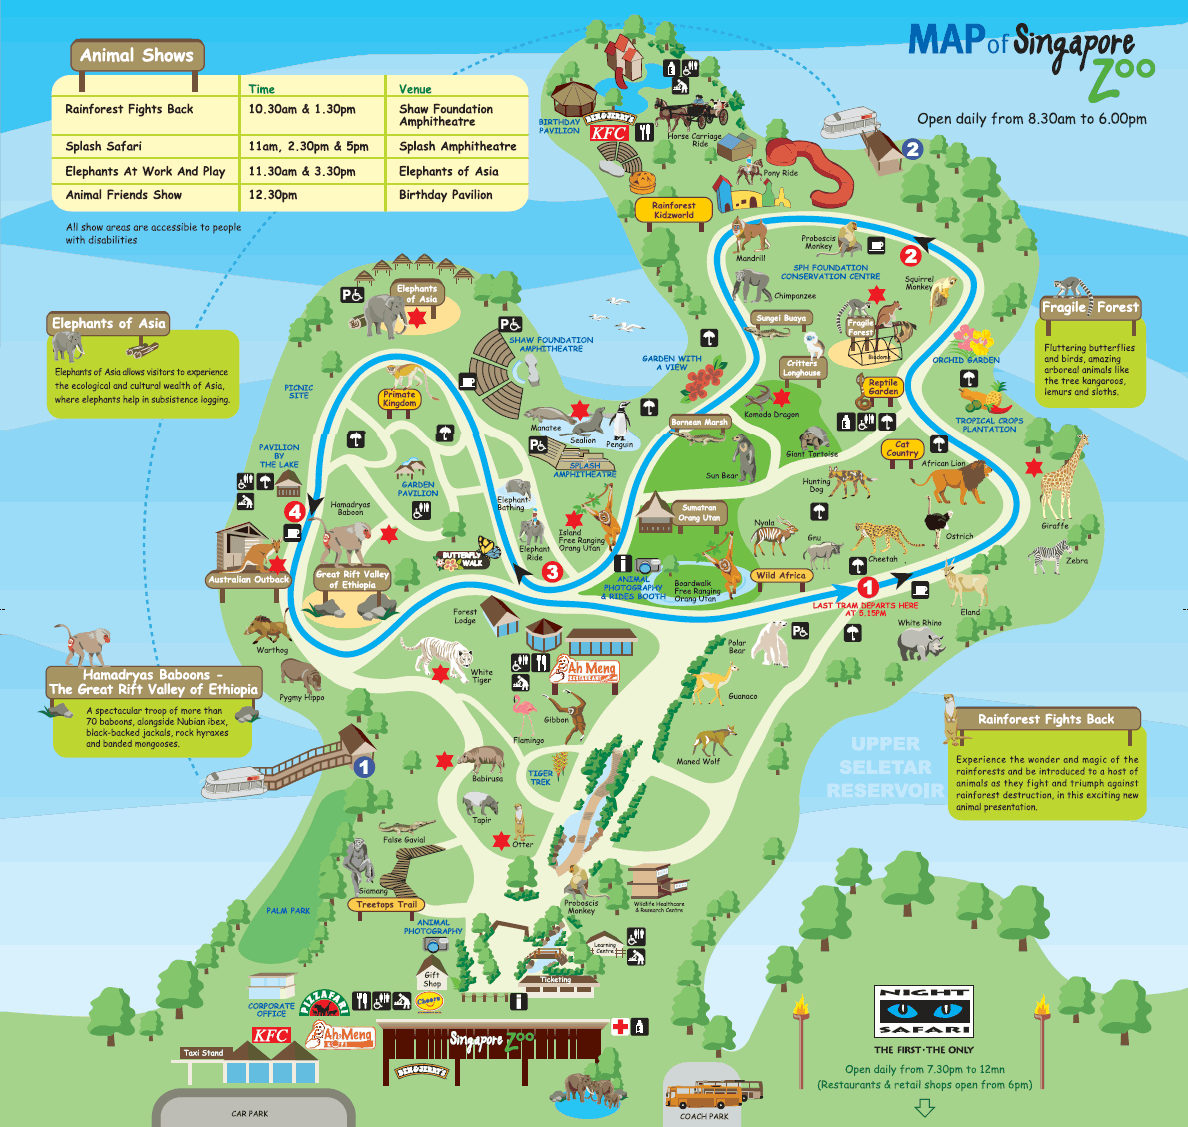 MAP of Singapore
Zoo
Open daily from 8.30am to 6.00pm
Animal Shows
Time Venue
Rainforest Fights Back 10.30am & 1.30pm Shaw Foundation
Amphitheatre
Splash Safari 11am, 2.30pm & 5pm Splash Amphitheatre
Elephants At Work And Play 11.30am & 3.30pm Elephants of Asia
Animal Friends Show 12.30pm Birthday Pavilion
All show areas are accessible to people
with disabilities
BIRTHDAY
PAVILION
BEN & JERRY'S
KFC
Horse Carriage
Ride
Pony Ride
2
Rainforest
Kidzworld
Mandrill
Proboscis
Monkey
2
SPH FOUNDATION
CONSERVATION CENTRE
Squirrel
Monkey
Chimpanzee
Sungei Buaya
Fragile
Forest
Biodome
Critters
Longhouse
GARDEN WITH
A VIEW
ORCHID GARDEN
Reptile
Garden
Komodo Dragon
TROPICAL CROPS
PLANTATION
Bornean Marsh
Giant Tortoise
Cat
Country
African Lion
Sun Bear
Hunting
Dog
Giraffe
Sumatran
Orang Utan
Nyala
Gnu
Cheetah
Ostrich
Zebra
Wild Africa
Boardwalk
Free Ranging
Orang Utan
1
LAST TRAM DEPARTS HERE
AT 5.15PM
Eland
White Rhino
Fragile Forest
Fluttering butterflies
and birds, amazing
arboreal animals like
the tree kangaroos,
lemurs and sloths.
Elephants of Asia
Elephants of Asia allows visitors to experience
the ecological and cultural wealth of Asia,
where elephants help in subsistence logging.
P
Elephants
of Asia
P
SHAW FOUNDATION
AMPHITHEATRE
PICNIC
SITE
Primate
Kingdom
Manatee
Sealion
Penguin
P
SPLASH
AMPHITHEATRE
PAVILION
BY
THE LAKE
GARDEN
PAVILION
4
Hamadryas
Baboon
Elephant
Bathing
Elephant
Ride
Island
Free Ranging
Orang Utan
BUTTERFLY
WALK
3
i
ANIMAL
PHOTOGRAPHY
& RIDES BOOTH
Australian Outback
Great Rift Valley
of Ethiopia
Forest
Lodge
Warthog
Pygmy Hippo
White
Tiger
Ah Meng
RESTAURANT
Polar
Bear
P
Guanaco
Gibbon
Flamingo
Maned Wolf
Hamadryas Baboons -
The Great Rift Valley of Ethiopia
A spectacular troop of more than
70 baboons, alongside Nubian ibex,
black-backed jackals, rock hyraxes
and banded mongooses.
1
Babirusa
TIGER
TREK
Tapir
Otter
False Gavial
Siamang
Treetops Trail
Proboscis
Monkey
Wildlife Healthcare
& Research Centre
UPPER
SELETAR
RESERVOIR
Rainforest Fights Back
Experience the wonder and magic of the
rainforests and be introduced to a host of
animals as they fight and triumph against
rainforest destruction, in this exciting new
animal presentation.
PALM PARK
ANIMAL
PHOTOGRAPHY
Learning
Centre
Gift
Shop
Ticketing
CORPORATE
OFFICE
PIZZAFARI
Cheers
i
KFC
Ah Meng
Taxi Stand
Singapore Zoo
BEN & JERRY'S
CAR PARK
COACH PARK
NIGHT
SAFARI
THE FIRST • THE ONLY
Open daily from 7.30pm to 12mn
(Restaurants & retail shops open from 6pm)